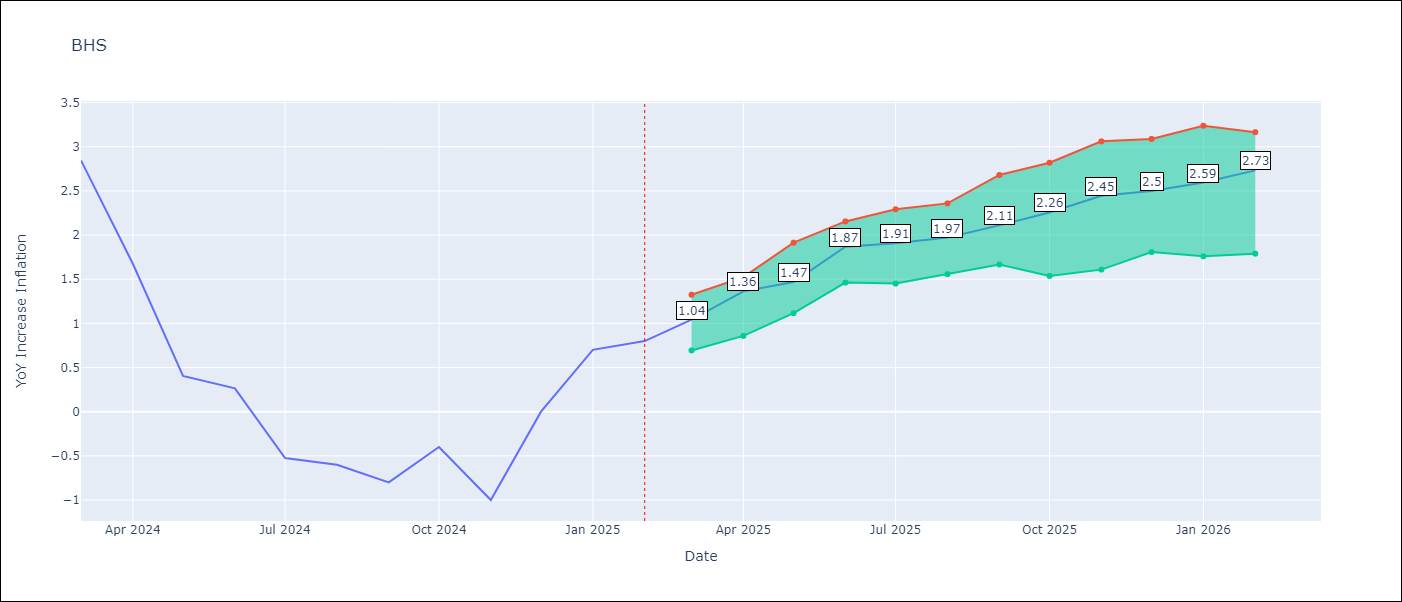 BHS
3.5
3
2.5
2
1.5
1
0.5
0
−0.5
−1
YoY Increase Inflation
1.04
1.36
1.47
1.87
1.91
1.97
2.11
2.26
2.45
2.5
2.59
2.73
Apr 2024
Jul 2024
Oct 2024
Jan 2025
Apr 2025
Jul 2025
Oct 2025
Jan 2026
Date